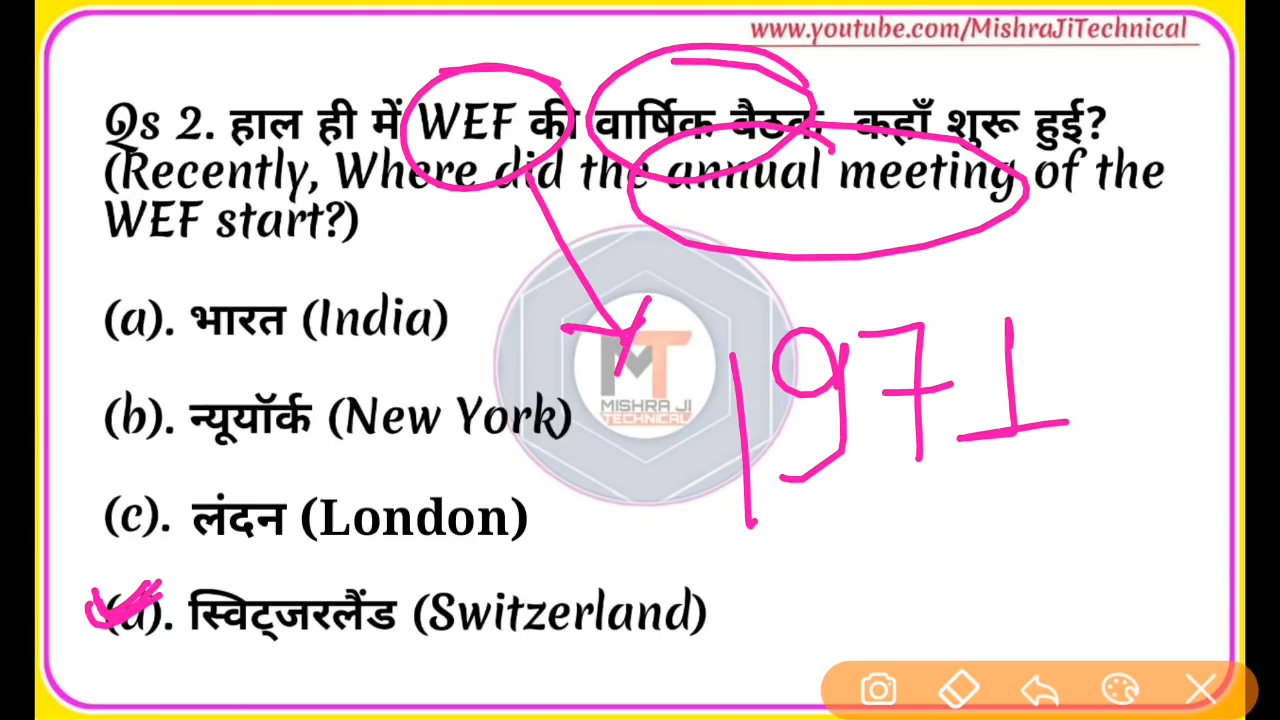 www.youtube.com/MishraJiTechnical
Qs 2. हाल ही में WEF की वार्षिक बैठक कहाँ शुरू हुई?
(Recently, Where did the annual meeting of the
WEF start?)
(a). भारत (India)
1971
(b). न्यूयॉर्क (New York)
MT
MISHRA JI
TECHNICAL
(c). लंदन (London)
(d). स्विट्जरलैंड (Switzerland)